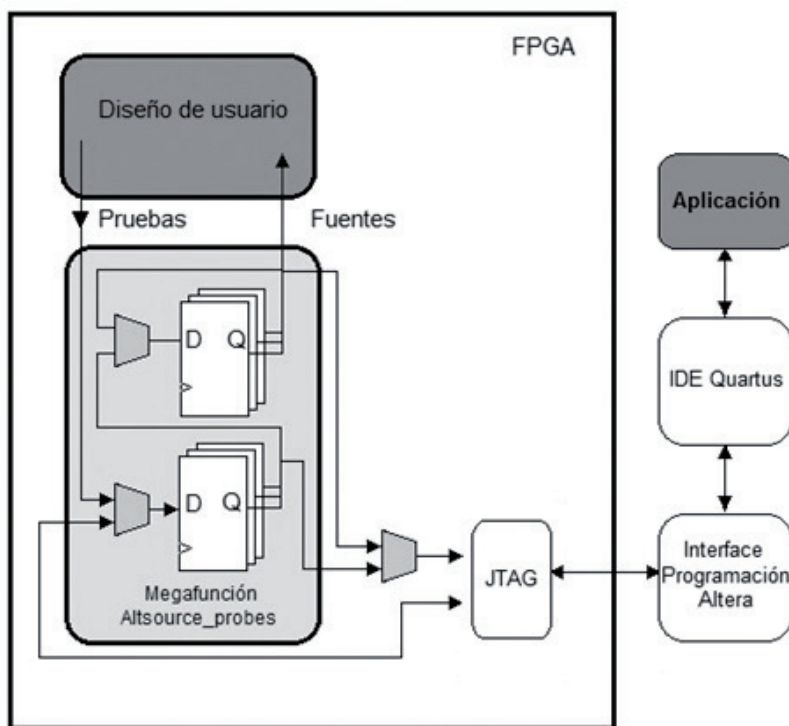 FPGA
Diseño de usuario
Pruebas
Fuentes
D Q
D Q
Megafunción
Altsource_probes
JTAG
Aplicación
IDE Quartus
Interface
Programación
Altera